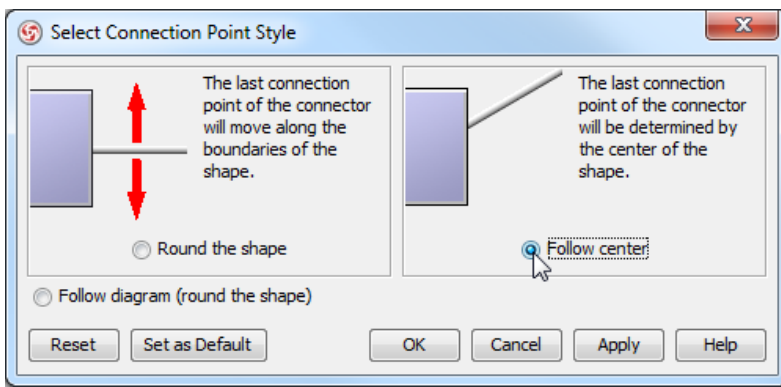 Select Connection Point Style
The last connection
point of the connector
will move along the
boundaries of the
shape.
Round the shape
The last connection
point of the connector
will be determined by
the center of the
shape.
Follow center
Follow diagram (round the shape)
Reset Set as Default OK Cancel Apply Help